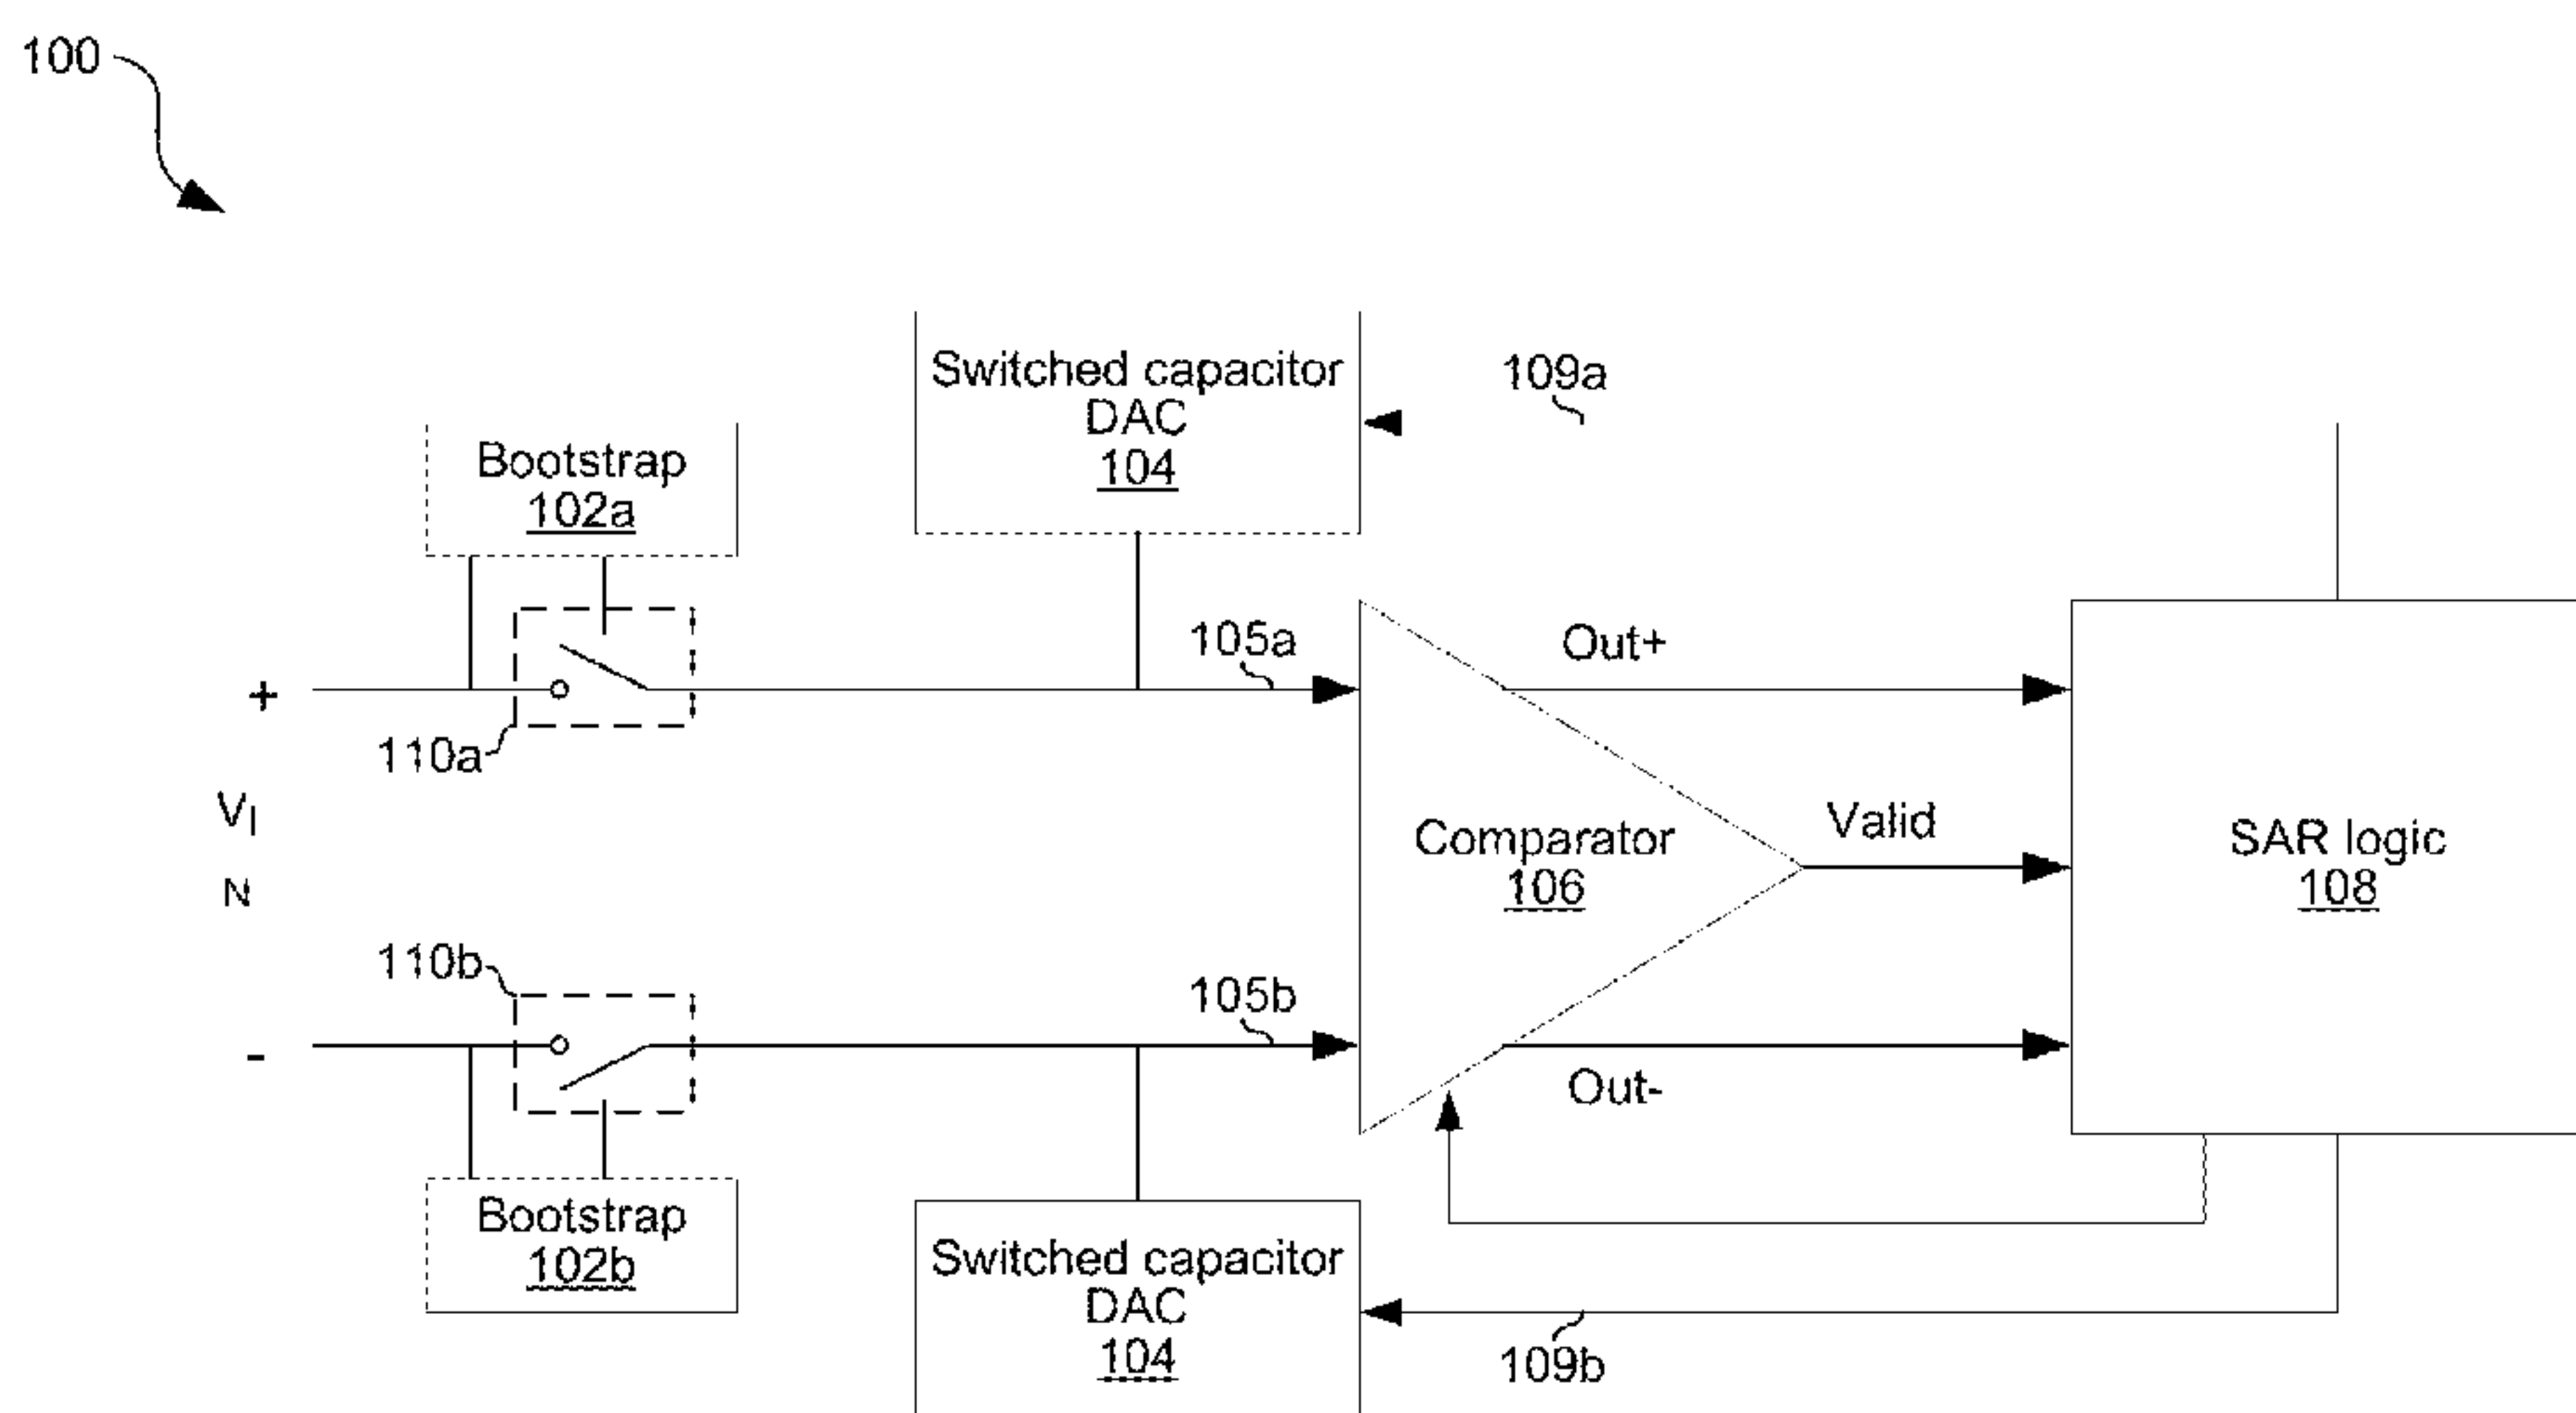 100
Switched capacitor
DAC
104
109a
Bootstrap
102a
105a
Out+
+
110a
VI
N
Valid
Comparator
106
SAR logic
108
110b
105b
-
Out-
Bootstrap
102b
Switched capacitor
DAC
104
109b